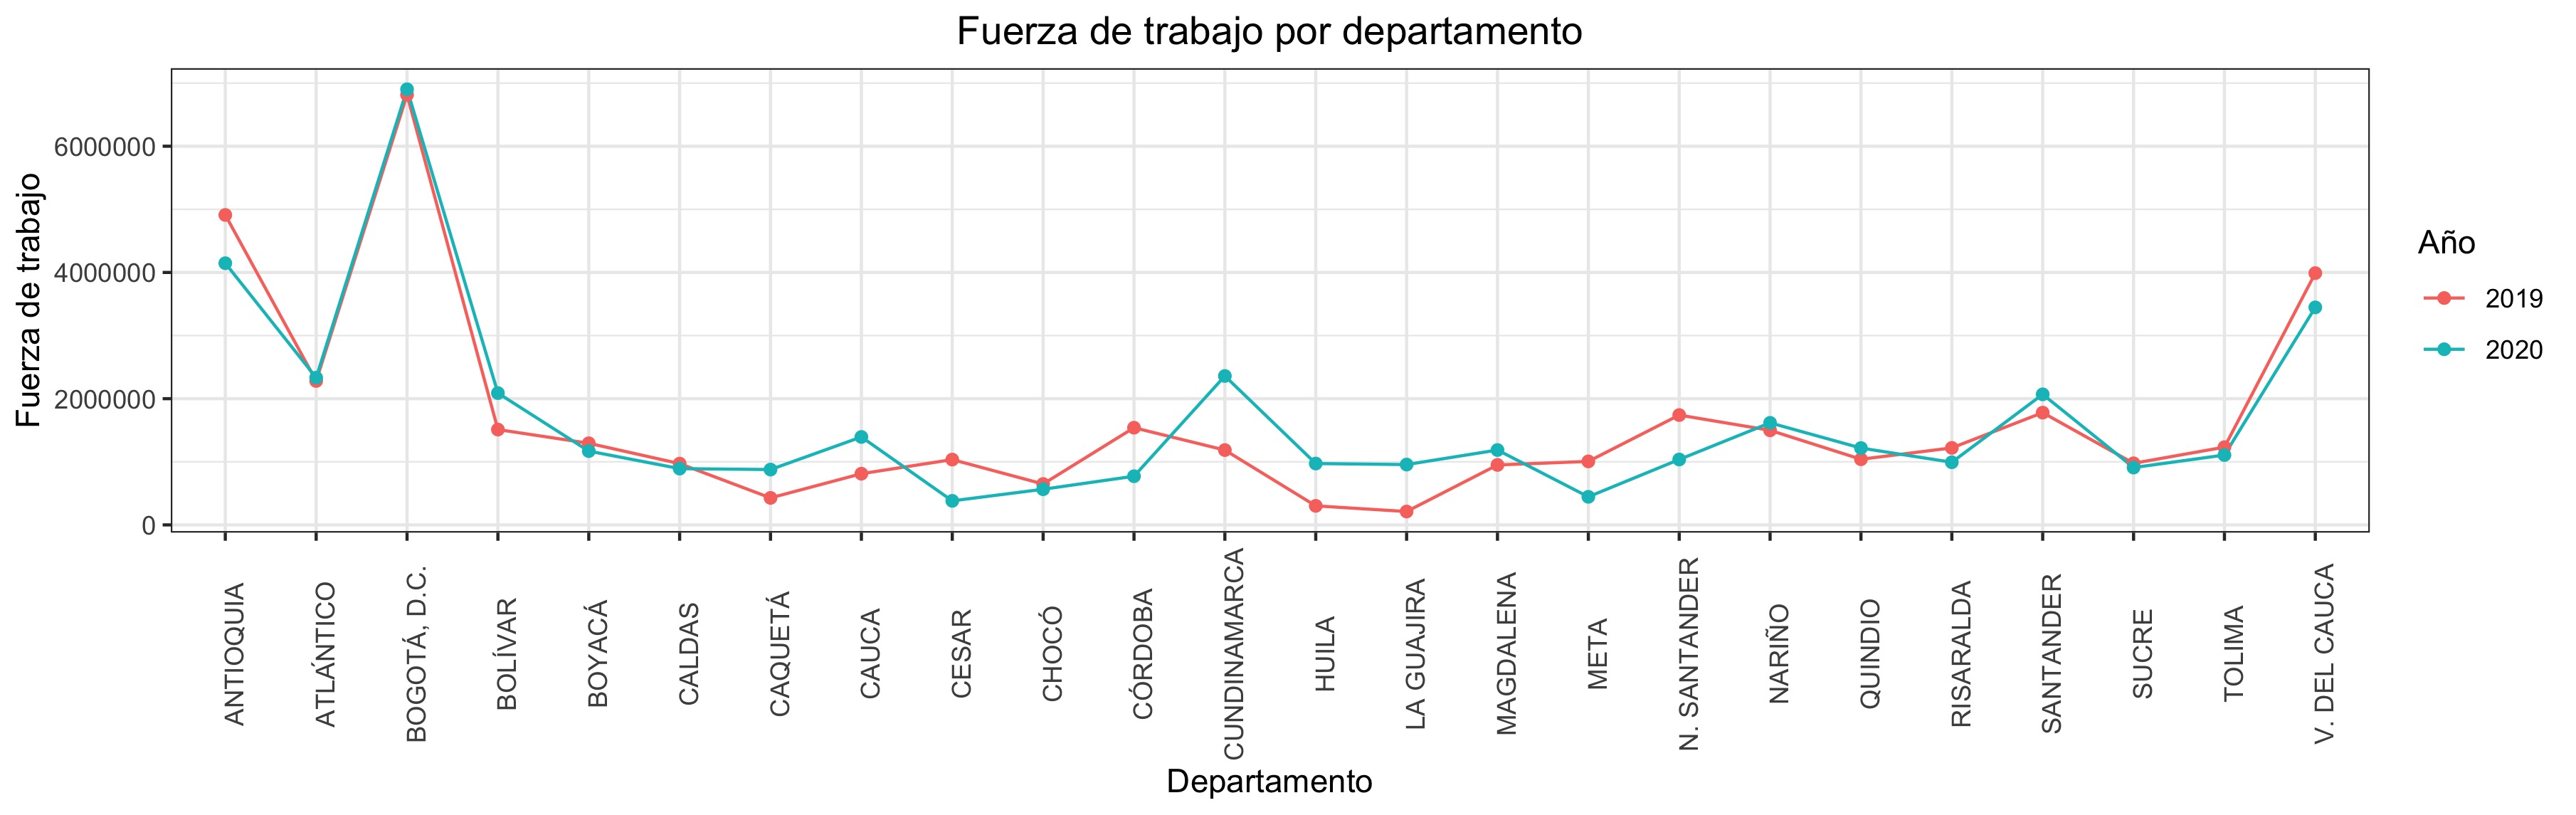 Fuerza de trabajo por departamento
Fuerza de trabajo
6000000
4000000
2000000
0
ANTIOQUIA
ATLÁNTICO
BOGOTÁ, D.C.
BOLÍVAR
BOYACÁ
CALDAS
CAQUETÁ
CAUCA
CESAR
CHOCÓ
CÓRDOBA
CUNDINAMARCA
HUILA
LA GUAJIRA
MAGDALENA
META
N. SANTANDER
NARIÑO
QUINDIO
RISARALDA
SANTANDER
SUCRE
TOLIMA
V. DEL CAUCA
Departamento
Año
2019
2020